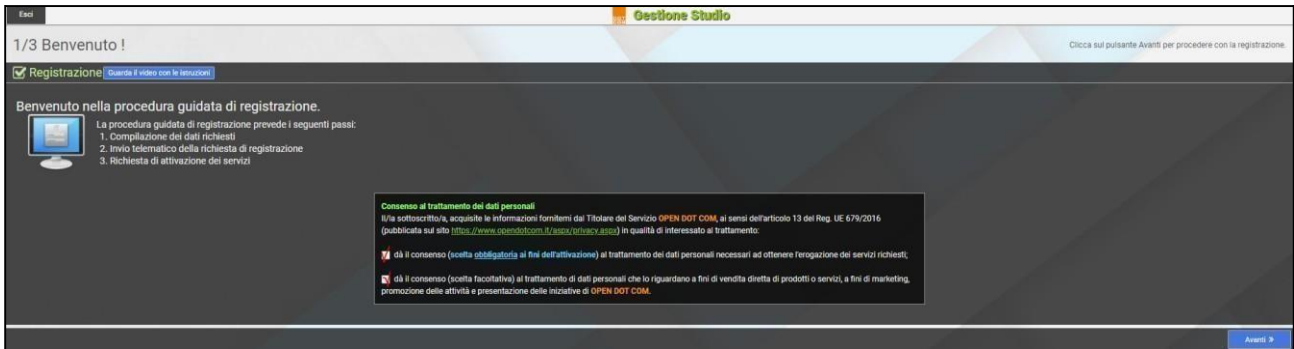 Esci
Gestione Studio
1/3 Benvenuto !
Clicca sul pulsante Avanti per procedere con la registrazione.
Registrazione Guarda il video con le istruzioni
Benvenuto nella procedura guidata di registrazione.
La procedura guidata di registrazione prevede i seguenti passi:
1. Compilazione dei dati richiesti
2. Invio telematico della richiesta di registrazione
3. Richiesta di attivazione dei servizi
Consenso al trattamento dei dati personali
Il/la sottoscritto/a, acquisite le informazioni fornitemi dal Titolare del Servizio OPEN DOT COM, ai sensi dell'articolo 13 del Reg. UE 679/2016
(pubblicata sul sito https://www.opendotcom.it/aspx/privacy.aspx) in qualità di interessato al trattamento:
dà il consenso (scelta obbligatoria ai fini dell'attivazione) al trattamento dei dati personali necessari ad ottenere l'erogazione dei servizi richiesti;
dà il consenso (scelta facoltativa) al trattamento di dati personali che lo riguardano a fini di vendita diretta di prodotti o servizi, a fini di marketing,
promozione delle attività e presentazione delle iniziative di OPEN DOT COM.
Avanti »